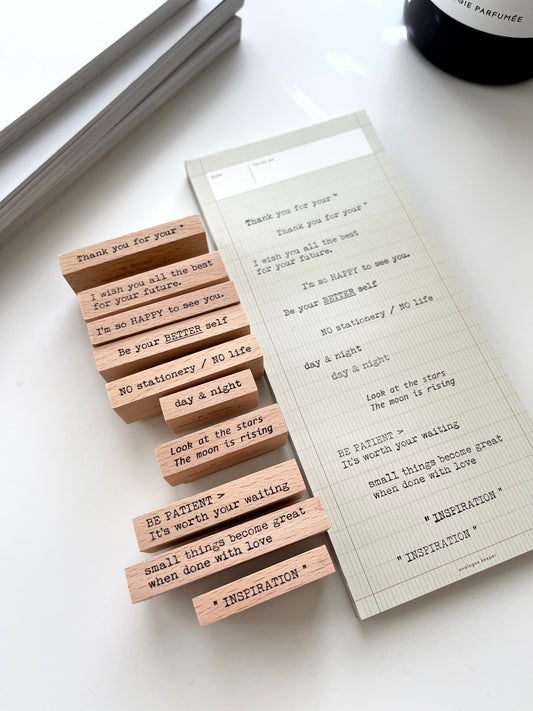 GIE PARFUMÉE
date
focus on
Thank you for your "
I wish you all the best
for your future.
I'm so HAPPY to see you.
Be your BETTER self
NO stationery / NO life
day & night
Look at the stars
The moon is rising
BE PATIENT >
It's worth your waiting
small things become great
when done with love
" INSPIRATION "
Thank you for your "
Thank you for your "
I wish you all the best
for your future.
I'm so HAPPY to see you.
Be your BETTER self
NO stationery / NO life
day & night
day & night
Look at the stars
The moon is rising
BE PATIENT >
It's worth your waiting
small things become great
when done with love
" INSPIRATION "
" INSPIRATION "
analogue keeper